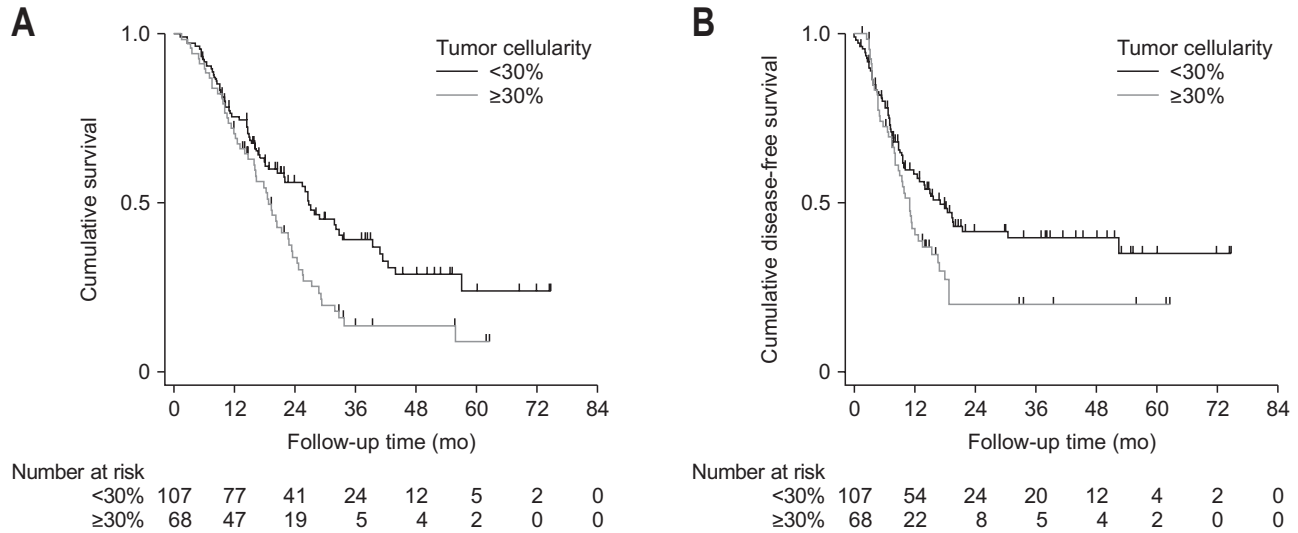 A
1.0
0.5
0
Cumulative survival
Tumor cellularity
<30%
≥30%
0 12 24 36 48 60 72 84
Follow-up time (mo)
Number at risk
<30% 107 77 41 24 12 5 2 0
≥30% 68 47 19 5 4 2 0 0
B
1.0
0.5
0
Cumulative disease-free survival
Tumor cellularity
<30%
≥30%
0 12 24 36 48 60 72 84
Follow-up time (mo)
Number at risk
<30% 107 54 24 20 12 4 2 0
≥30% 68 22 8 5 4 2 0 0